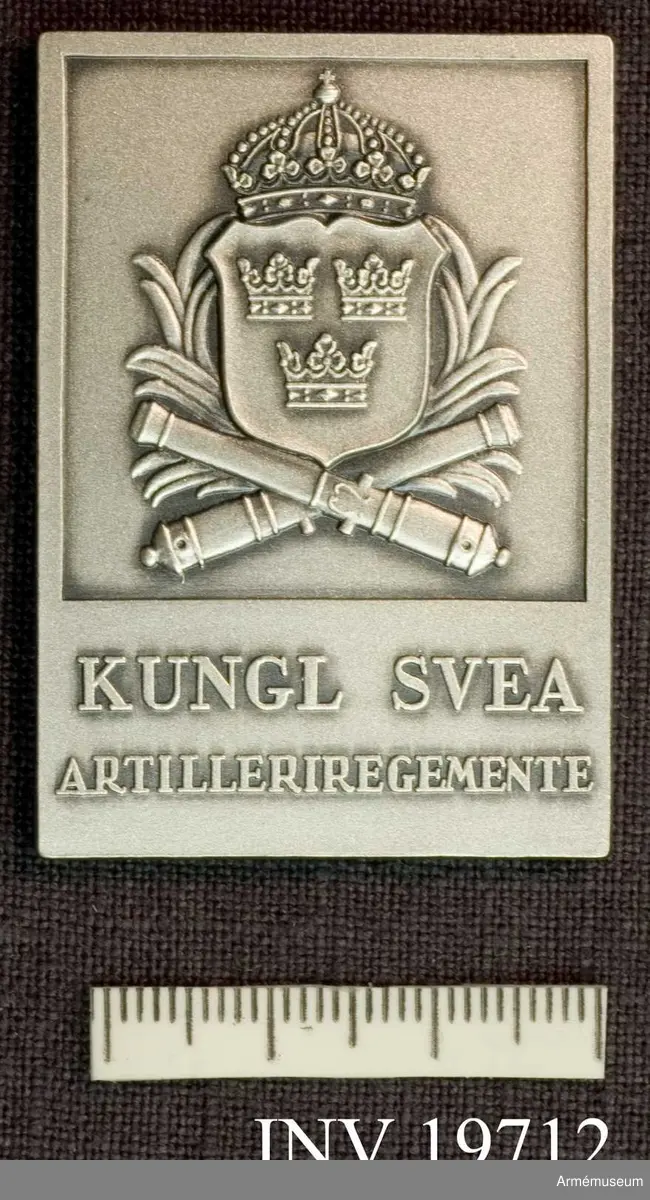 KUNGL SVEA
ARTILLERIREGEMENTE
INV 19712
Armémuseum